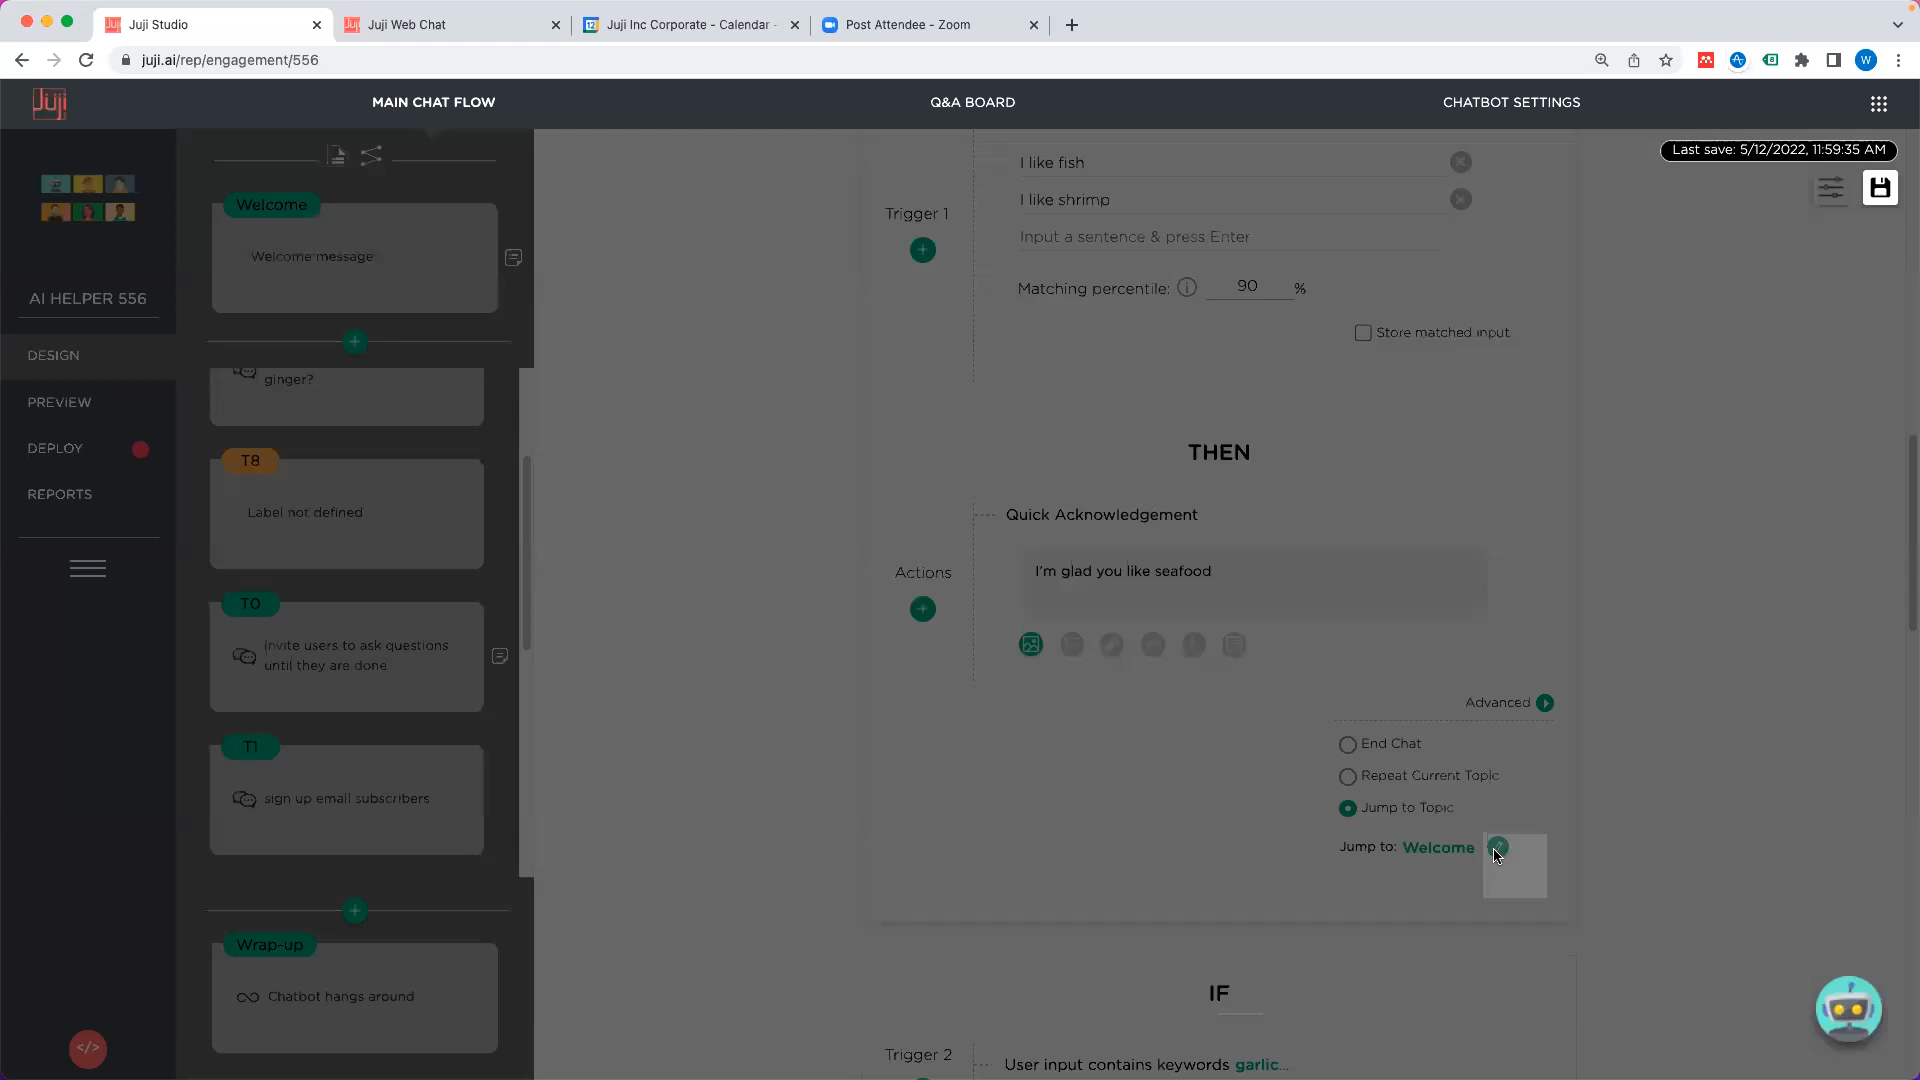 Juji Studio
Juji Web Chat
Juji Inc Corporate - Calendar -
Post Attendee - Zoom
juji.ai/rep/engagement/556
W
Juji
MAIN CHAT FLOW
Q&A BOARD
CHATBOT SETTINGS
Last save: 5/12/2022, 11:59:35 AM
AI HELPER 556
DESIGN
PREVIEW
DEPLOY
REPORTS
</>
Welcome
Welcome message
ginger?
T8
Label not defined
T0
Invite users to ask questions
until they are done
T1
sign up email subscribers
Wrap-up
Chatbot hangs around
I like fish
I like shrimp
Trigger 1
Input a sentence & press Enter
Matching percentile:
90
%
Store matched input
THEN
Quick Acknowledgement
Actions
I'm glad you like seafood
Advanced
End Chat
Repeat Current Topic
Jump to Topic
Jump to: Welcome
IF
Trigger 2
User input contains keywords garlic...